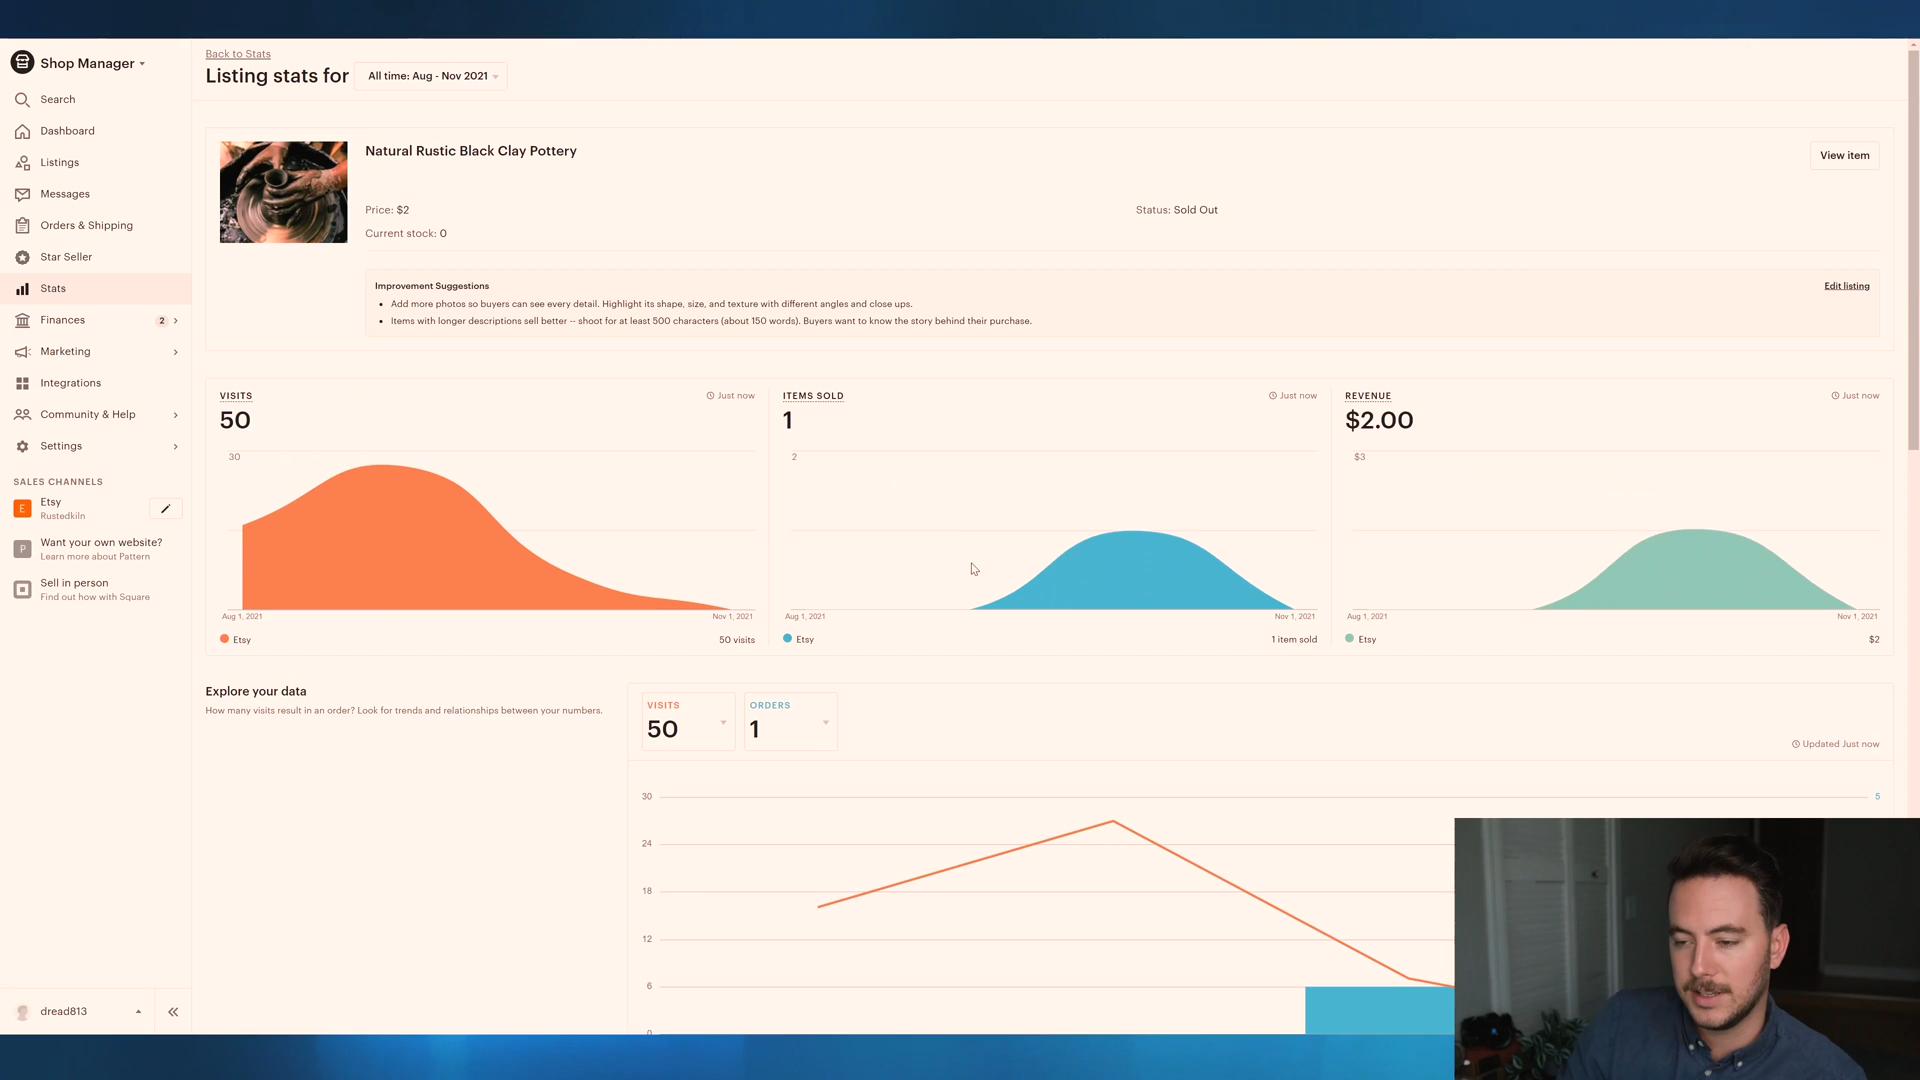 Shop Manager
Search
Dashboard
Listings
Messages
Orders & Shipping
Star Seller
Stats
Finances 2
Marketing
Integrations
Community & Help
Settings
SALES CHANNELS
E Etsy
Rustedkiln
P Want your own website?
Learn more about Pattern
Sell in person
Find out how with Square
dread813
Back to Stats
Listing stats for All time: Aug - Nov 2021
Natural Rustic Black Clay Pottery
View item
Price: $2
Status: Sold Out
Current stock: 0
Improvement Suggestions
Edit listing
• Add more photos so buyers can see every detail. Highlight its shape, size, and texture with different angles and close ups.
• Items with longer descriptions sell better -- shoot for at least 500 characters (about 150 words). Buyers want to know the story behind their purchase.
VISITS
Just now
50
30
Aug 1, 2021
Nov 1, 2021
Etsy
50 visits
ITEMS SOLD
Just now
1
2
Aug 1, 2021
Nov 1, 2021
Etsy
1 item sold
REVENUE
Just now
$2.00
$3
Aug 1, 2021
Nov 1, 2021
Etsy
$2
Explore your data
How many visits result in an order? Look for trends and relationships between your numbers.
VISITS
50
ORDERS
1
Updated Just now
30
5
24
18
12
6
0